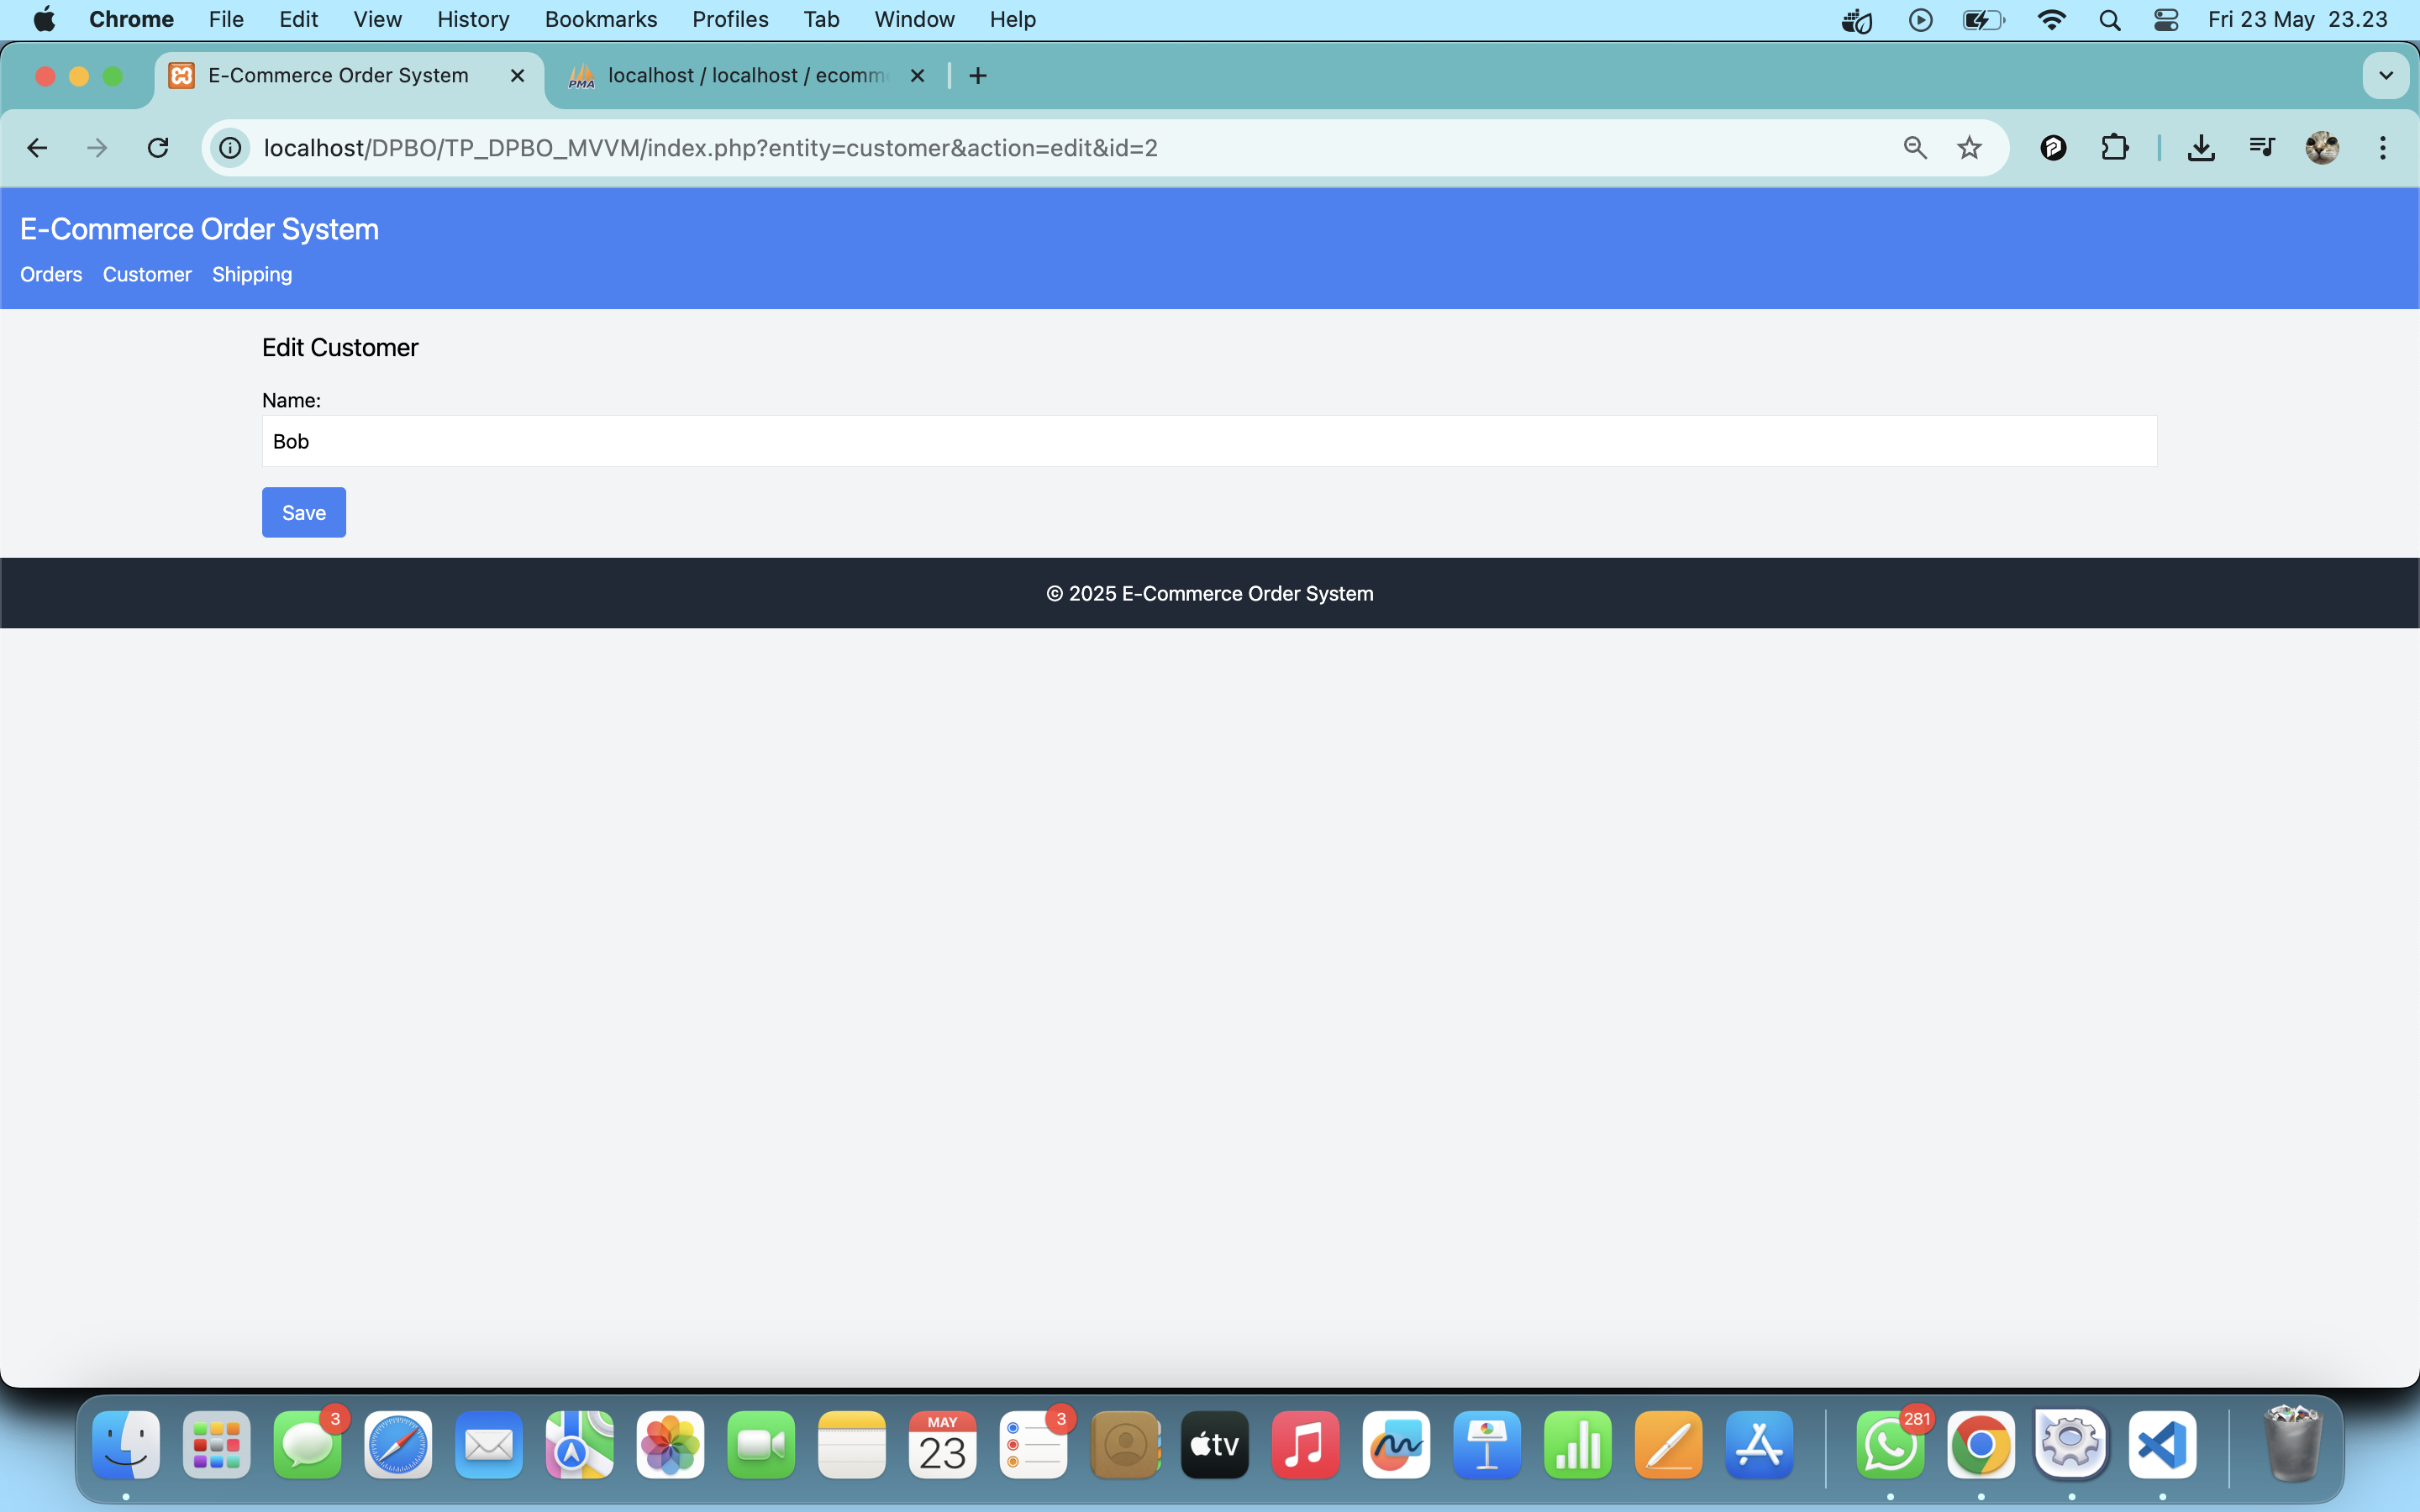 Chrome File Edit View History Bookmarks Profiles Tab Window Help Fri 23 May 23.23
E-Commerce Order System localhost / localhost / ecomm
localhost/DPBO/TP_DPBO_MVVM/index.php?entity=customer&action=edit&id=2
E-Commerce Order System
Orders Customer Shipping
Edit Customer
Name:
Bob
Save
© 2025 E-Commerce Order System
3 MAY 23 3 tv 281